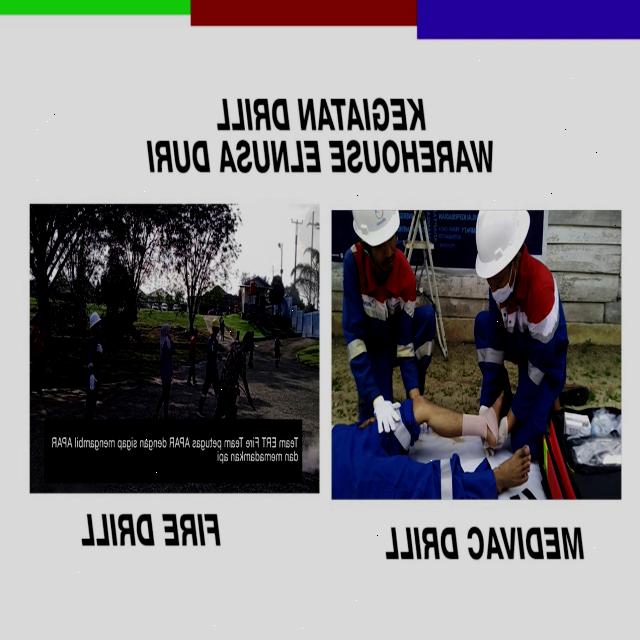 KEGIATAN DRILL
WAREHOUSE ELNUSA DURI
Team ERT Fire Team petugas APAR dengan sigap mengambil APAR
dan memadamkan api
FIRE DRILL
MEDIVAC DRILL